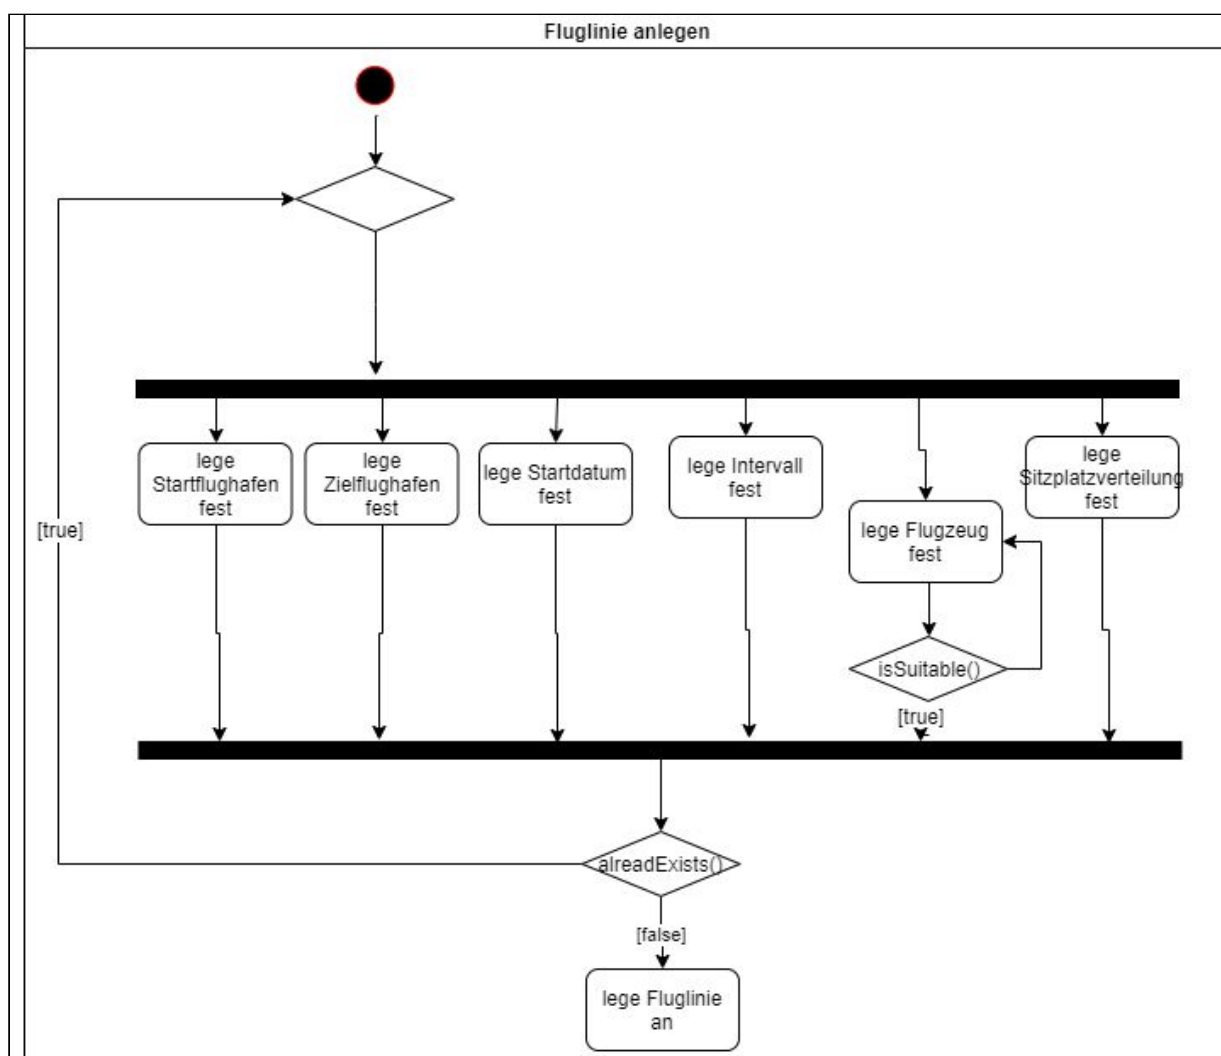 Fluglinie anlegen
lege
Startflughafen
fest
lege
Zielflughafen
fest
lege Startdatum
fest
lege Intervall
fest
lege Flugzeug
fest
lege
Sitzplatzverteilung
fest
[true]
isSuitable()
[true]
alreadExists()
[false]
lege Fluglinie
an